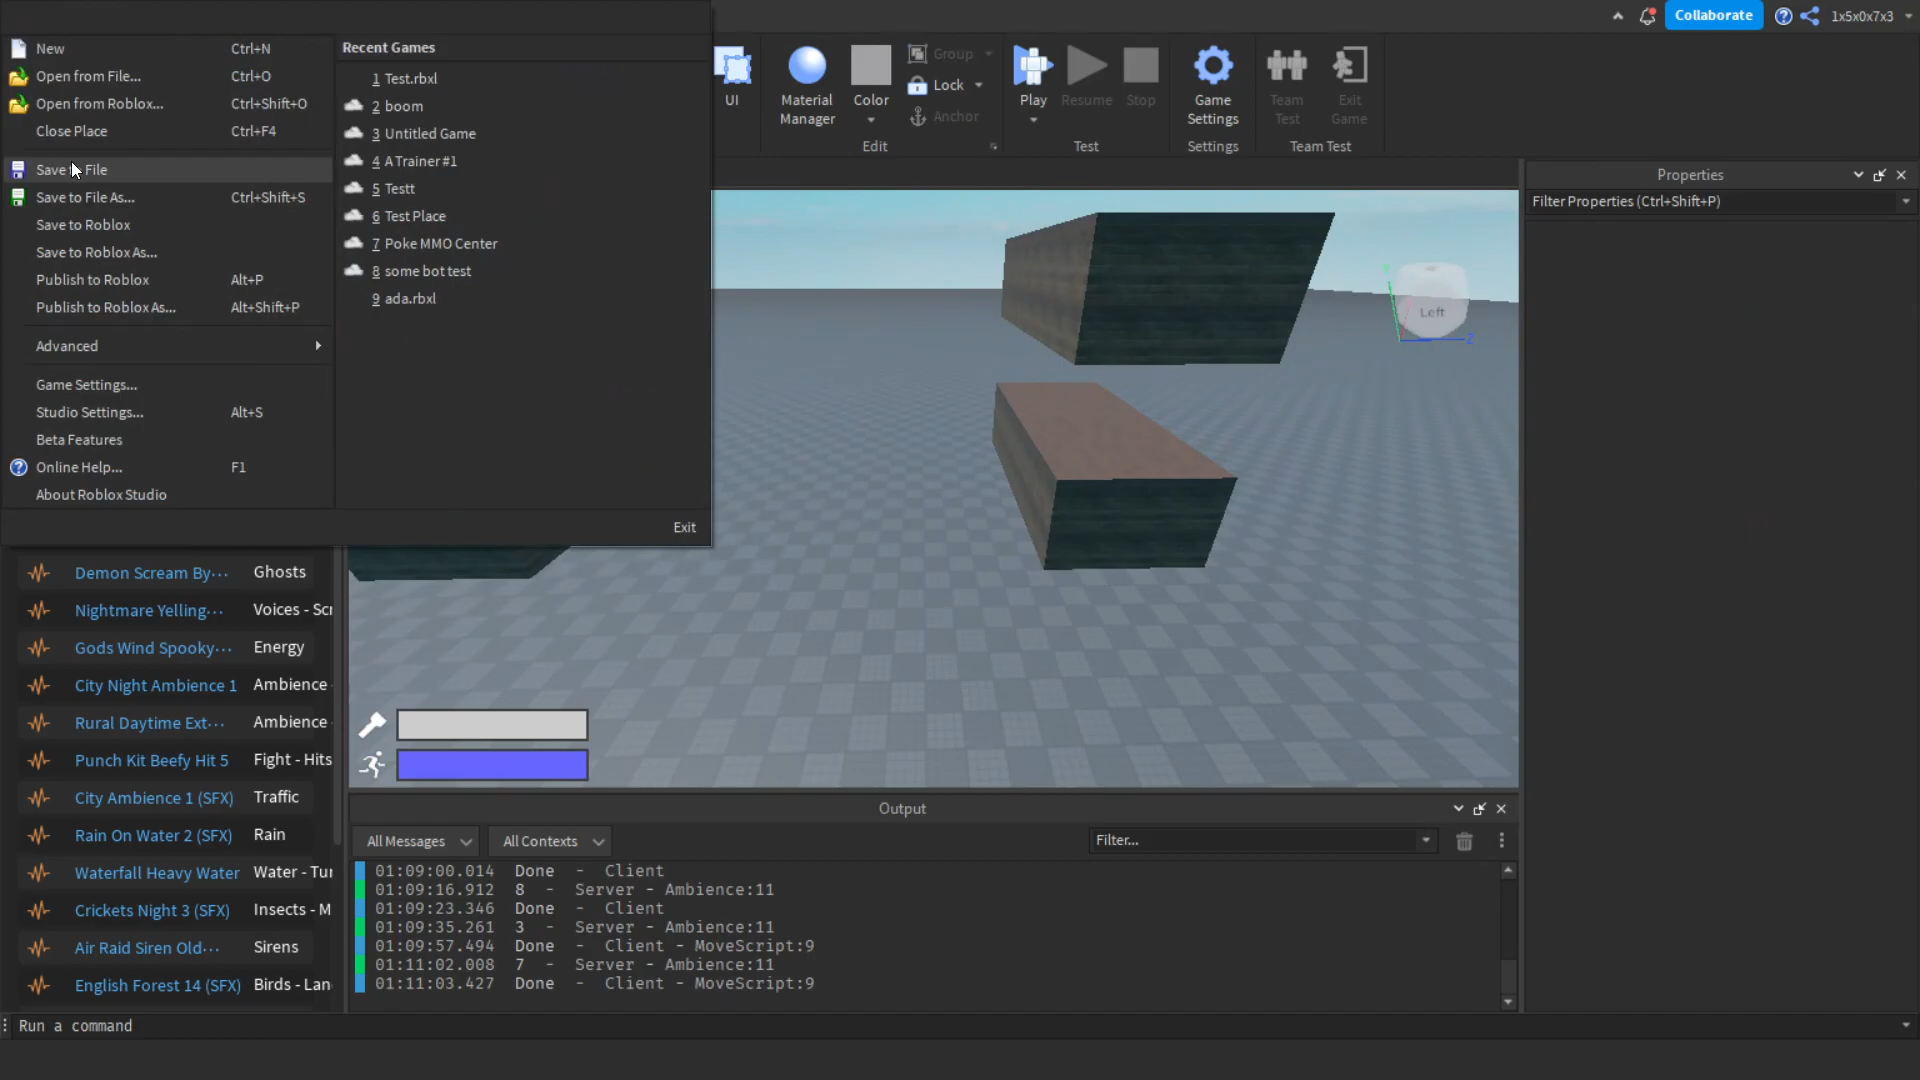 Collaborate
1x5x0x7x3
New Ctrl+N
Open from File... Ctrl+O
Open from Roblox... Ctrl+Shift+O
Close Place Ctrl+F4
Save to File
Save to File As... Ctrl+Shift+S
Save to Roblox
Save to Roblox As...
Publish to Roblox Alt+P
Publish to Roblox As... Alt+Shift+P
Advanced
Game Settings...
Studio Settings... Alt+S
Beta Features
Online Help... F1
About Roblox Studio
Recent Games
1 Test.rbxl
2 boom
3 Untitled Game
4 A Trainer #1
5 Testt
6 Test Place
7 Poke MMO Center
8 some bot test
9 ada.rbxl
Exit
UI
Material Manager
Color
Group
Lock
Anchor
Edit
Play
Resume
Stop
Test
Game Settings
Settings
Team Test
Exit Game
Team Test
Properties
Filter Properties (Ctrl+Shift+P)
Left
Y
Z
Demon Scream By··· Ghosts
Nightmare Yelling··· Voices - Scr
Gods Wind Spooky··· Energy
City Night Ambience 1 Ambience -
Rural Daytime Ext··· Ambience -
Punch Kit Beefy Hit 5 Fight - Hits
City Ambience 1 (SFX) Traffic
Rain On Water 2 (SFX) Rain
Waterfall Heavy Water Water - Tur
Crickets Night 3 (SFX) Insects - M
Air Raid Siren Old··· Sirens
English Forest 14 (SFX) Birds - Lan
Output
All Messages
All Contexts
Filter...
01:09:00.014 Done - Client
01:09:16.912 8 - Server - Ambience:11
01:09:23.346 Done - Client
01:09:35.261 3 - Server - Ambience:11
01:09:57.494 Done - Client - MoveScript:9
01:11:02.008 7 - Server - Ambience:11
01:11:03.427 Done - Client - MoveScript:9
Run a command